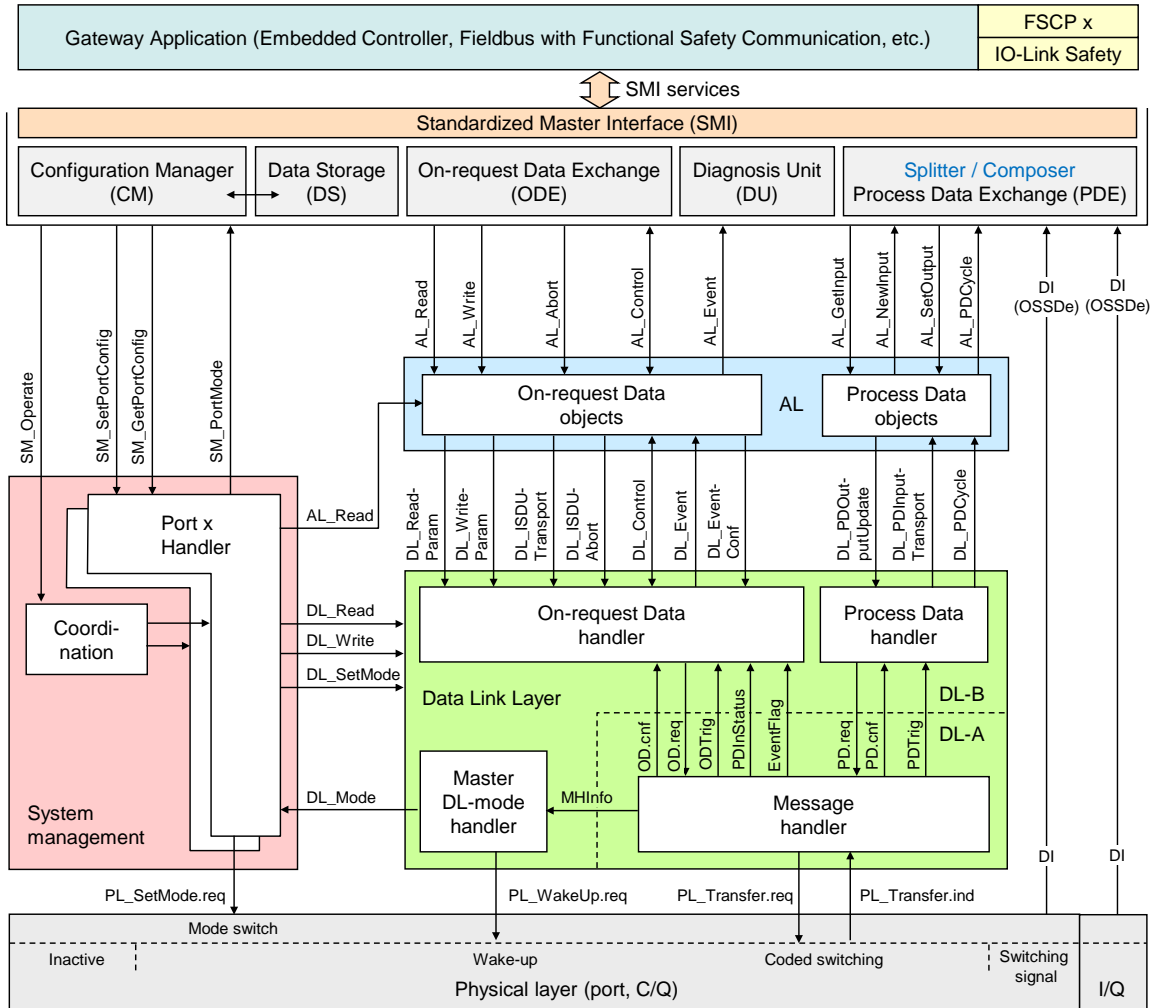 Gateway Application (Embedded Controller, Fieldbus with Functional Safety Communication, etc.)
FSCP x
IO-Link Safety
SMI services
Standardized Master Interface (SMI)
Configuration Manager
(CM)
Data Storage
(DS)
On-request Data Exchange
(ODE)
Diagnosis Unit
(DU)
Splitter / Composer
Process Data Exchange (PDE)
SM_Operate
SM_SetPortConfig
SM_GetPortConfig
SM_PortMode
AL_Read
AL_Write
AL_Abort
AL_Control
AL_Event
AL_GetInput
AL_NewInput
AL_SetOutput
AL_PDCycle
DI
(OSSDe)
DI
(OSSDe)
On-request Data
objects
AL
Process Data
objects
AL_Read
Port x
Handler
DL_Read-
Param
DL_Write-
Param
DL_ISDU-
Transport
DL_ISDU-
Abort
DL_Control
DL_Event
DL_Event-
Conf
DL_PDOut-
putUpdate
DL_PDInput-
Transport
DL_PDCycle
Coordi-
nation
DL_Read
DL_Write
DL_SetMode
On-request Data
handler
Process Data
handler
Data Link Layer
DL-B
DL-A
OD.cnf
OD.req
ODTrig
PDInStatus
EventFlag
PD.req
PD.cnf
PDTrig
System
management
DL_Mode
Master
DL-mode
handler
MHInfo
Message
handler
DI
DI
PL_SetMode.req
PL_WakeUp.req
PL_Transfer.req
PL_Transfer.ind
Mode switch
Inactive
Wake-up
Coded switching
Switching
signal
Physical layer (port, C/Q)
I/Q